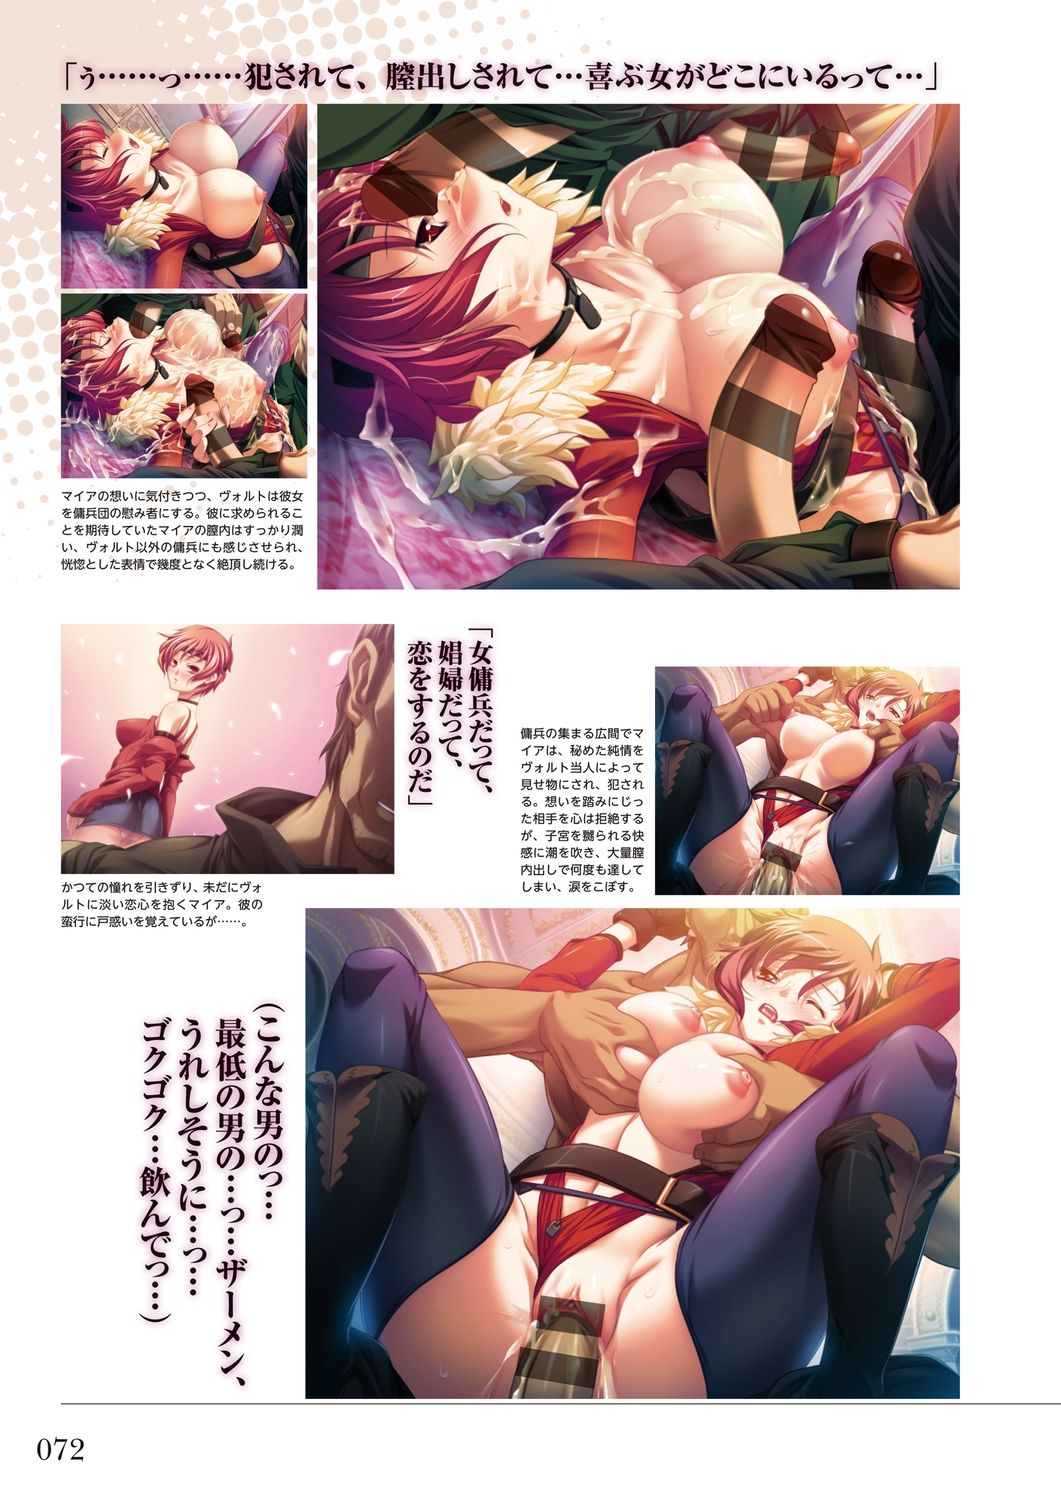 「ぅ……っ……犯されて、膣出しされて…喜ぶ女がどこにいるって…」
マイアの想いに気付きつつ、ヴォルトは彼女
を傭兵団の慰み者にする。彼に求められるこ
とを期待していたマイアの膣内はすっかり潤
い、ヴォルト以外の傭兵にも感じさせられ、
恍惚とした表情で幾度となく絶頂し続ける。
「女傭兵だって、
娼婦だって、
恋をするのだ」
傭兵の集まる広間でマ
イアは、秘めた純情を
ヴォルト当人によって
見せ物にされ、犯され
る。想いを踏みにじっ
た相手を心は拒絶する
が、子宮を嬲られる快
感に潮を吹き、大量膣
内出しで何度も達して
しまい、涙をこぼす。
かつての憧れを引きずり、未だにヴォ
ルトに淡い恋心を抱くマイア。彼の
蛮行に戸惑いを覚えているが……。
(こんな男のっ…
最低の男の…っ…ザーメン、
うれしそうに…っ…
ゴクゴク…飲んでっ…)
072